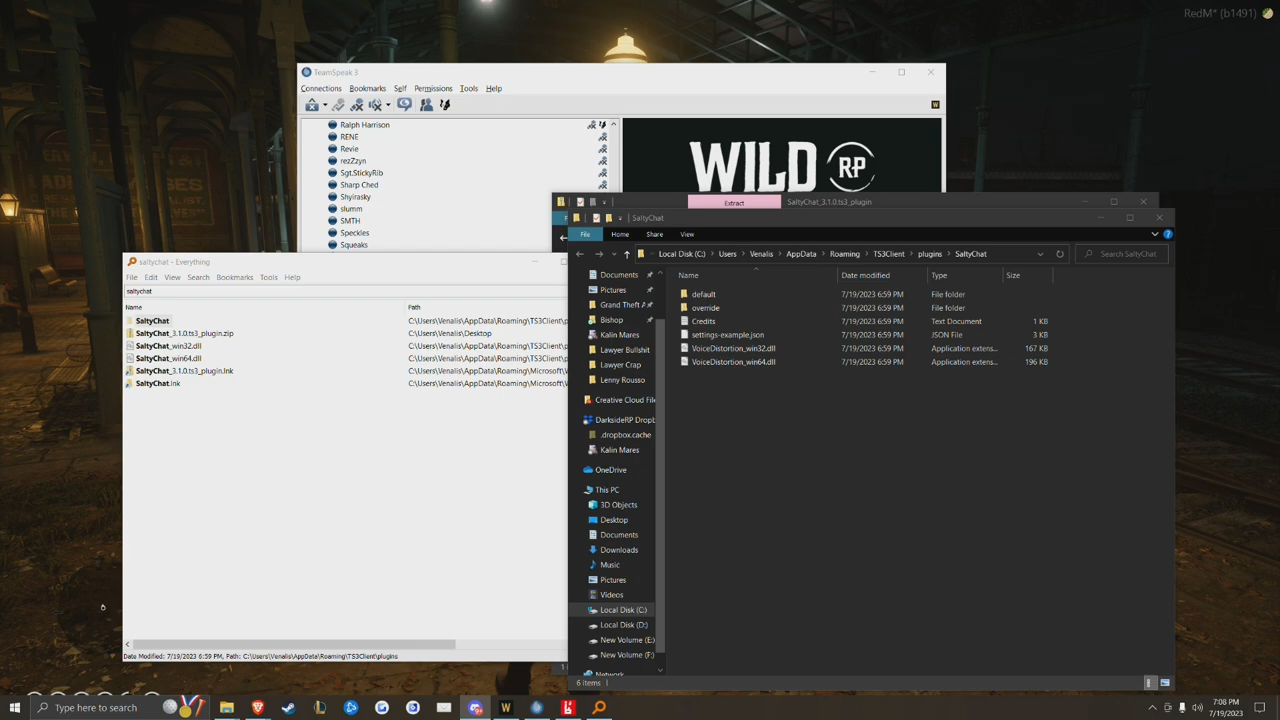 RedM* (b1491)
TeamSpeak 3
Connections Bookmarks Self Permissions Tools Help
Ralph Harrison
RENE
Revie
rezZzyn
Sgt.StickyRib
Sharp Ched
Shyirasky
slumm
SMTH
Speckles
Squeaks
WILD RP
Extract SaltyChat_3.1.0.ts3_plugin
SaltyChat
File Home Share View
Local Disk (C:) Users Venalis AppData Roaming TS3Client plugins SaltyChat Search SaltyChat
Documents
Pictures
Grand Theft A
Bishop
Kalin Mares
Lawyer Bullshit
Lawyer Crap
Lenny Rousso
Creative Cloud File
DarksideRP Dropb
.dropbox.cache
Kalin Mares
OneDrive
This PC
3D Objects
Desktop
Documents
Downloads
Music
Pictures
Videos
Local Disk (C:)
Local Disk (D:)
New Volume (E:)
New Volume (F:)
Network
Name Date modified Type Size
default 7/19/2023 6:59 PM File folder
override 7/19/2023 6:59 PM File folder
Credits 7/19/2023 6:59 PM Text Document 1 KB
settings-example.json 7/19/2023 6:59 PM JSON File 3 KB
VoiceDistortion_win32.dll 7/19/2023 6:59 PM Application extens... 167 KB
VoiceDistortion_win64.dll 7/19/2023 6:59 PM Application extens... 196 KB
6 items
saltychat - Everything
File Edit View Search Bookmarks Tools Help
saltychat
Name Path
SaltyChat C:\Users\Venalis\AppData\Roaming\TS3Client\p
SaltyChat_3.1.0.ts3_plugin.zip C:\Users\Venalis\Desktop
SaltyChat_win32.dll C:\Users\Venalis\AppData\Roaming\TS3Client\p
SaltyChat_win64.dll C:\Users\Venalis\AppData\Roaming\TS3Client\p
SaltyChat_3.1.0.ts3_plugin.lnk C:\Users\Venalis\AppData\Roaming\Microsoft\W
SaltyChat.lnk C:\Users\Venalis\AppData\Roaming\Microsoft\W
Date Modified: 7/19/2023 6:59 PM, Path: C:\Users\Venalis\AppData\Roaming\TS3Client\plugins
Type here to search
7:08 PM
7/19/2023